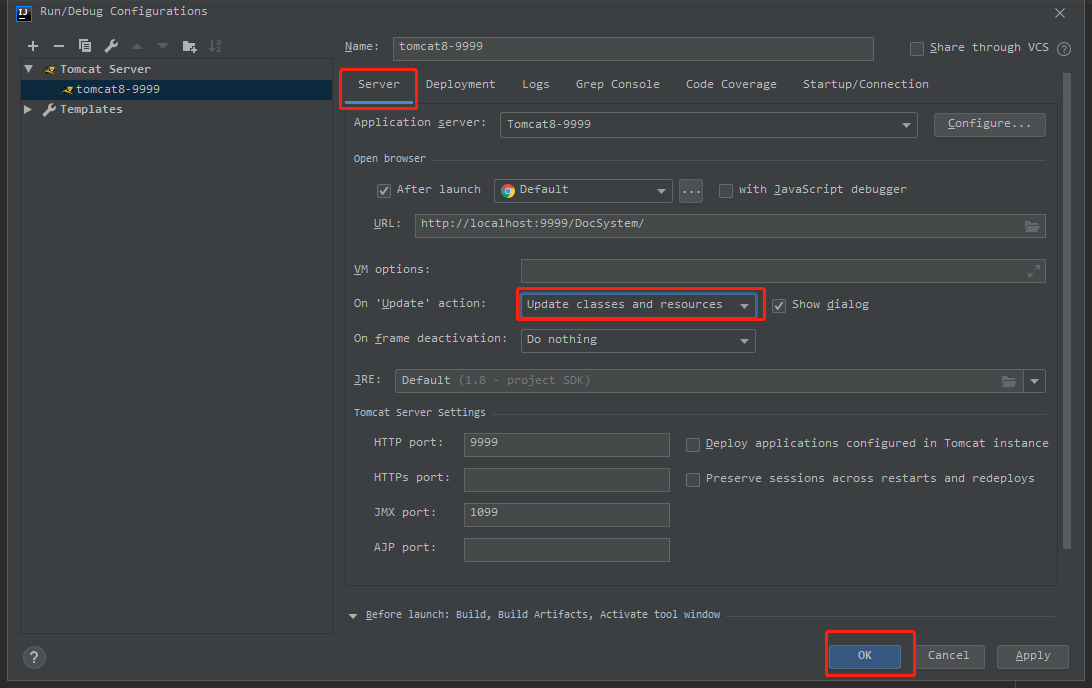 Run/Debug Configurations
Name: tomcat8-9999 Share through VCS ?
Tomcat Server
tomcat8-9999
Templates
Server Deployment Logs Grep Console Code Coverage Startup/Connection
Application server: Tomcat8-9999 Configure...
Open browser
After launch Default ... with JavaScript debugger
URL: http://localhost:9999/DocSystem/
VM options:
On 'Update' action: Update classes and resources Show dialog
On frame deactivation: Do nothing
JRE: Default (1.8 - project SDK)
Tomcat Server Settings
HTTP port: 9999 Deploy applications configured in Tomcat instance
HTTPs port: Preserve sessions across restarts and redeploys
JMX port: 1099
AJP port:
Before launch: Build, Build Artifacts, Activate tool window
? OK Cancel Apply